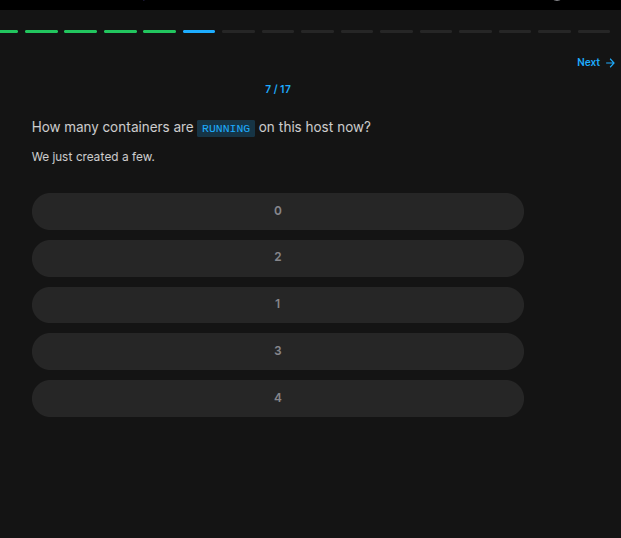 Next →
7 / 17
How many containers are RUNNING on this host now?
We just created a few.
0
2
1
3
4